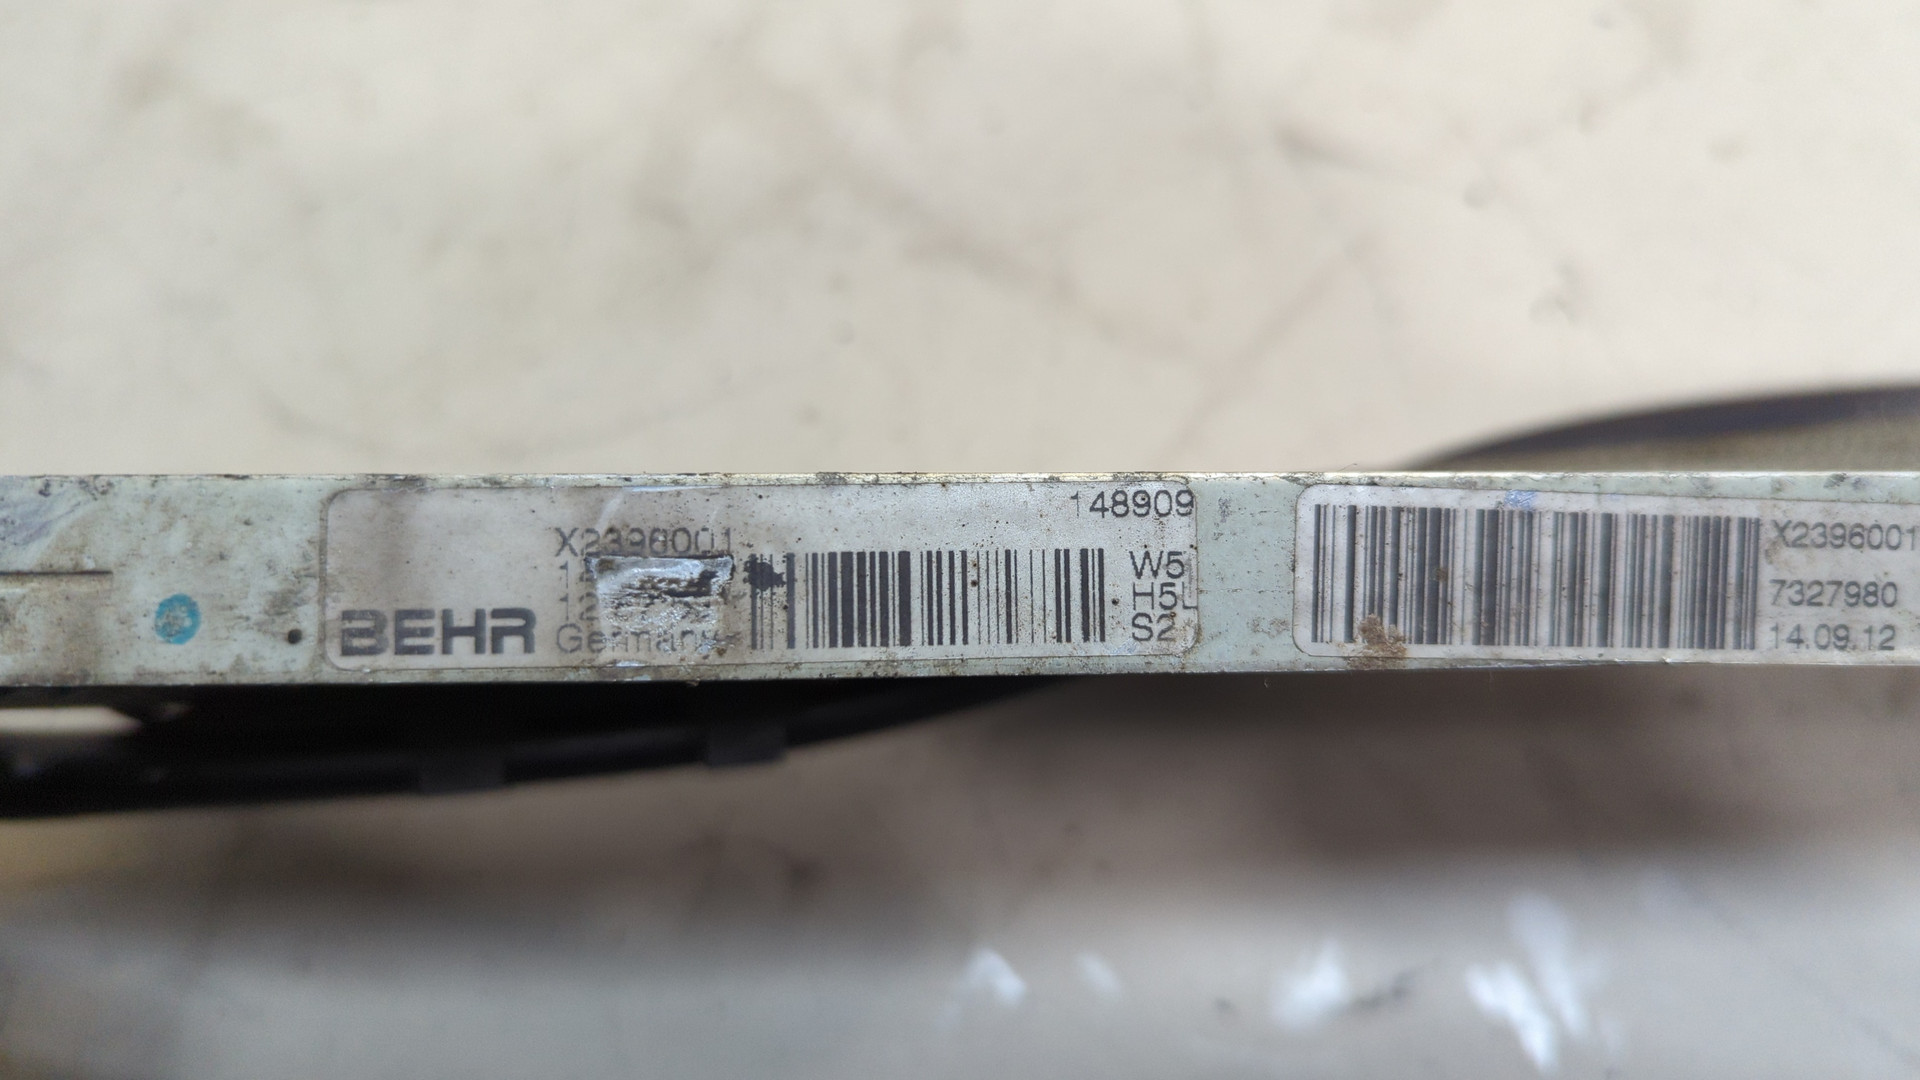 148909
X2396001
BEHR
Germany
W5
H5
S2
X2396001
7327980
14.09.12